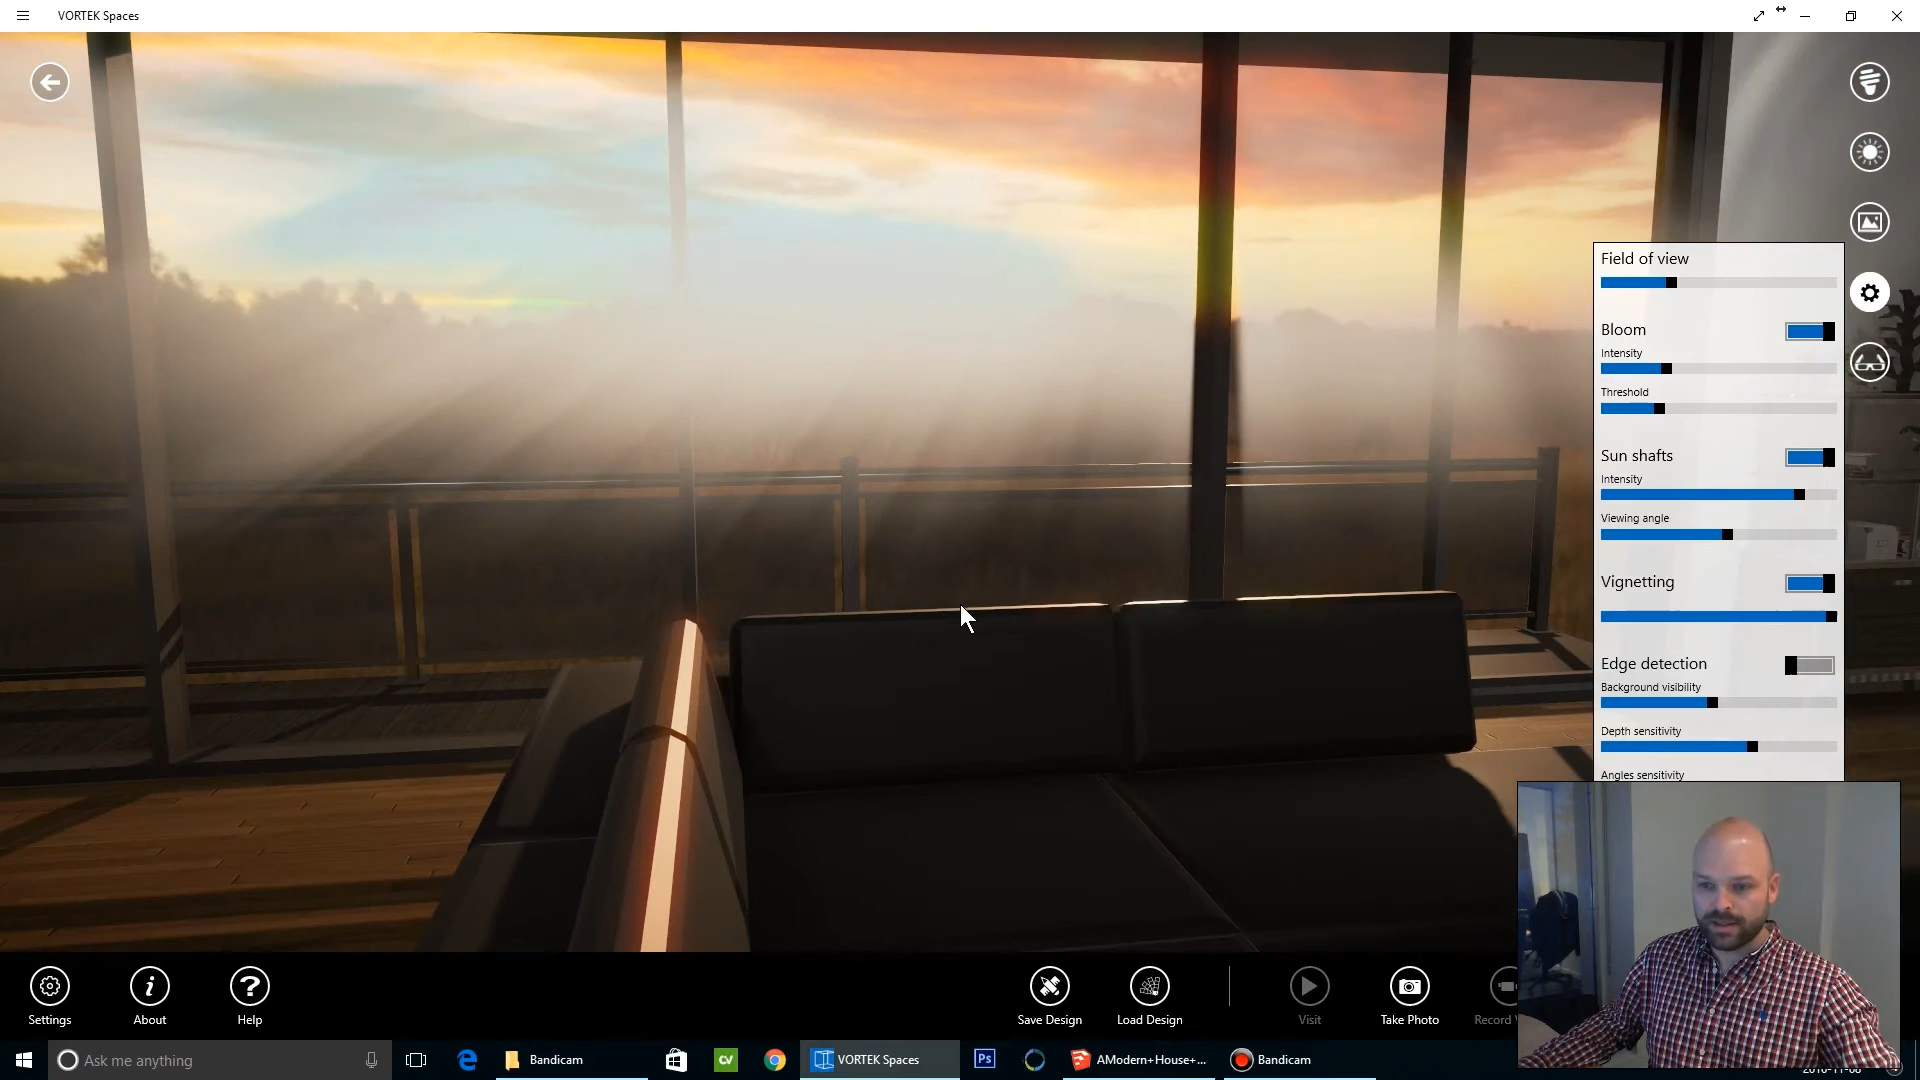 VORTEK Spaces
Field of view
Bloom
Intensity
Threshold
Sun shafts
Intensity
Viewing angle
Vignetting
Edge detection
Background visibility
Depth sensitivity
Angles sensitivity
Settings
About
Help
Save Design
Load Design
Visit
Take Photo
Record
Ask me anything
Bandicam
cv
VORTEK Spaces
Ps
AModern+House+...
Bandicam